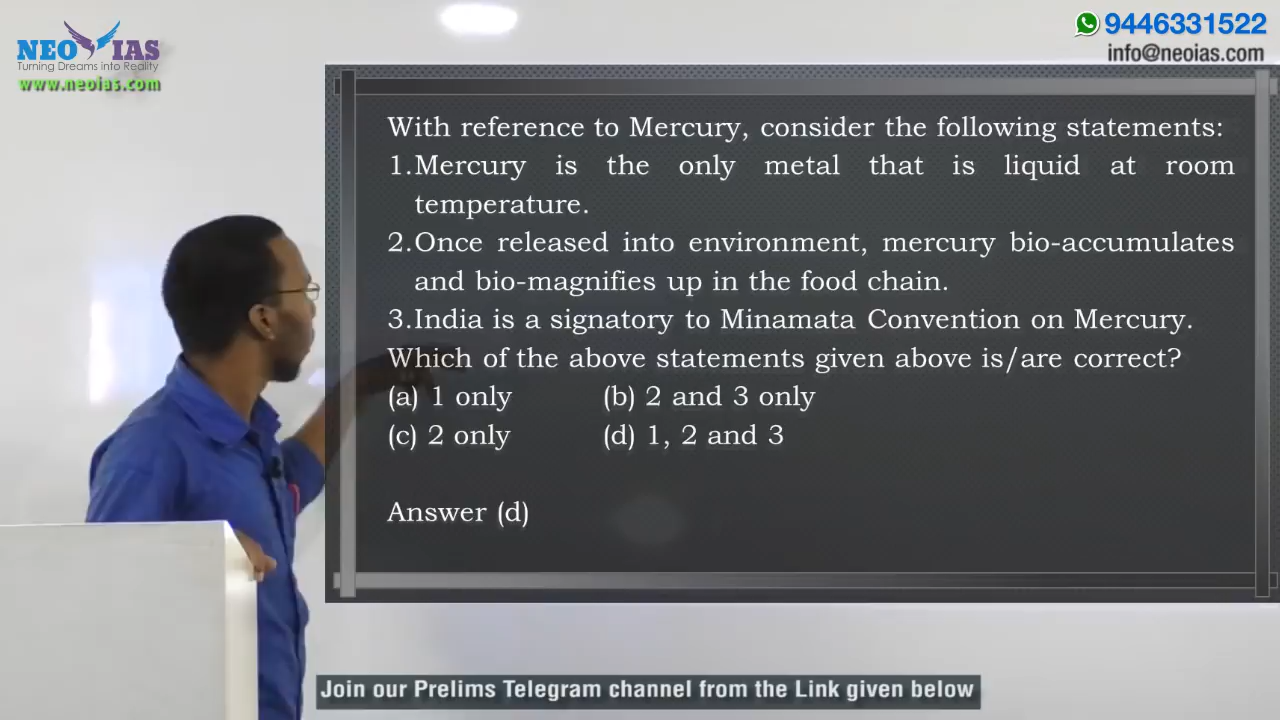 NEO IAS
Turning Dreams into Reality
www.neoias.com
9446331522
info@neoias.com
With reference to Mercury, consider the following statements:
1.Mercury is the only metal that is liquid at room
temperature.
2.Once released into environment, mercury bio-accumulates
and bio-magnifies up in the food chain.
3.India is a signatory to Minamata Convention on Mercury.
Which of the above statements given above is/are correct?
(a) 1 only (b) 2 and 3 only
(c) 2 only (d) 1, 2 and 3
Answer (d)
Join our Prelims Telegram channel from the Link given below